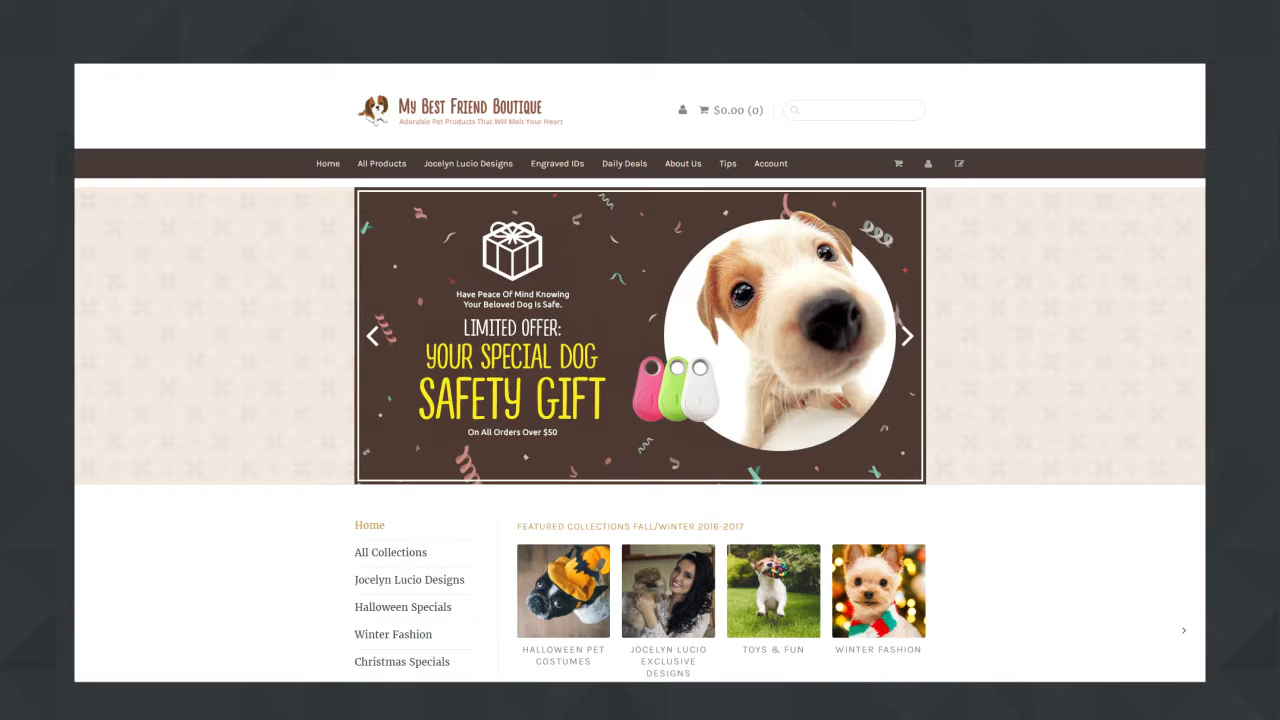 My Best Friend Boutique
Adorable Pet Products That Will Melt Your Heart
$0.00 (0)
Home All Products Jocelyn Lucio Designs Engraved IDs Daily Deals About Us Tips Account
Have Peace Of Mind Knowing
Your Beloved Dog Is Safe.
LIMITED OFFER:
YOUR SPECIAL DOG
SAFETY GIFT
On All Orders Over $50
Home
All Collections
Jocelyn Lucio Designs
Halloween Specials
Winter Fashion
Christmas Specials
FEATURED COLLECTIONS FALL/WINTER 2016-2017
HALLOWEEN PET
COSTUMES
JOCELYN LUCIO
EXCLUSIVE
DESIGNS
TOYS & FUN
WINTER FASHION